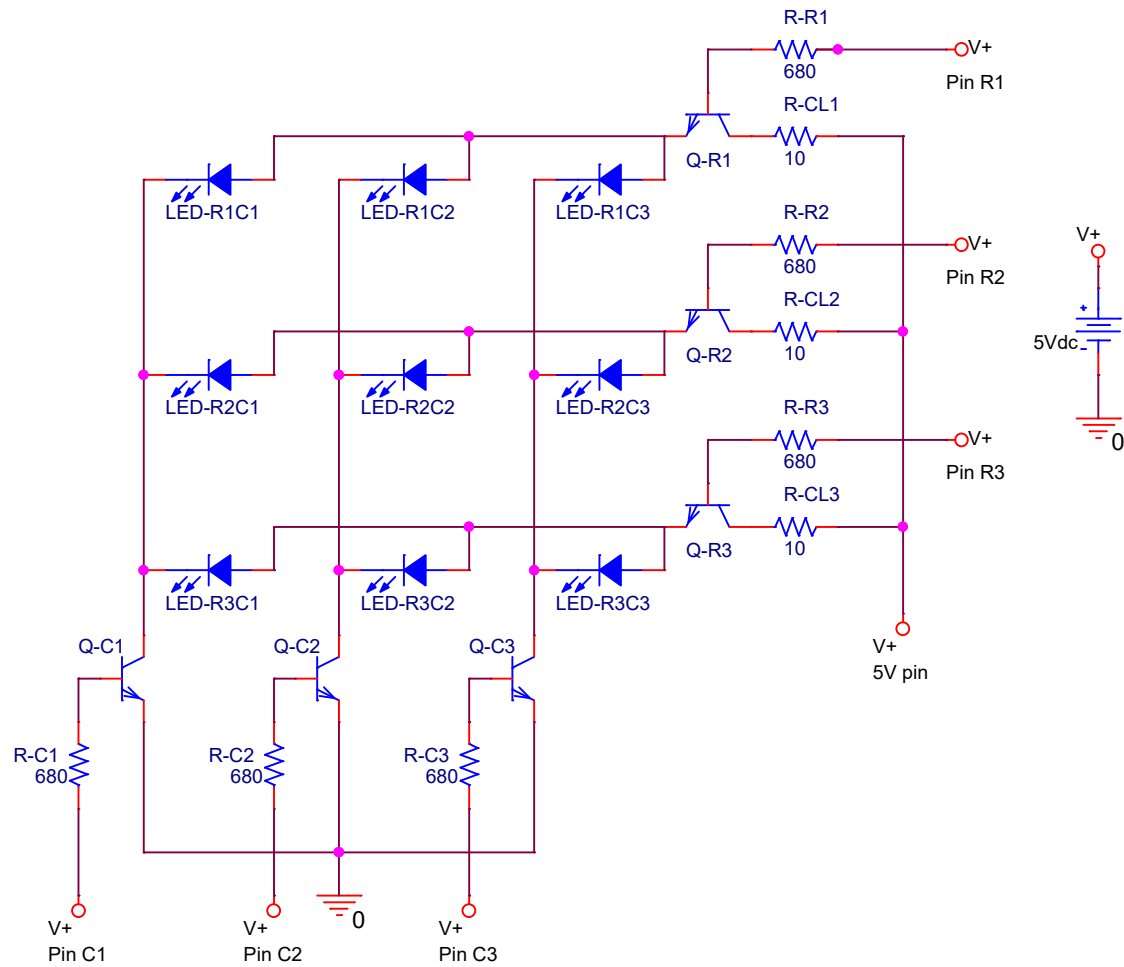 R-R1
680
V+
Pin R1
R-CL1
10
Q-R1
LED-R1C1
LED-R1C2
LED-R1C3
R-R2
680
V+
Pin R2
R-CL2
10
Q-R2
LED-R2C1
LED-R2C2
LED-R2C3
V+
+
5Vdc
-
0
R-R3
680
V+
Pin R3
R-CL3
10
Q-R3
LED-R3C1
LED-R3C2
LED-R3C3
V+
5V pin
Q-C1
Q-C2
Q-C3
R-C1
680
R-C2
680
R-C3
680
0
V+
Pin C1
V+
Pin C2
V+
Pin C3